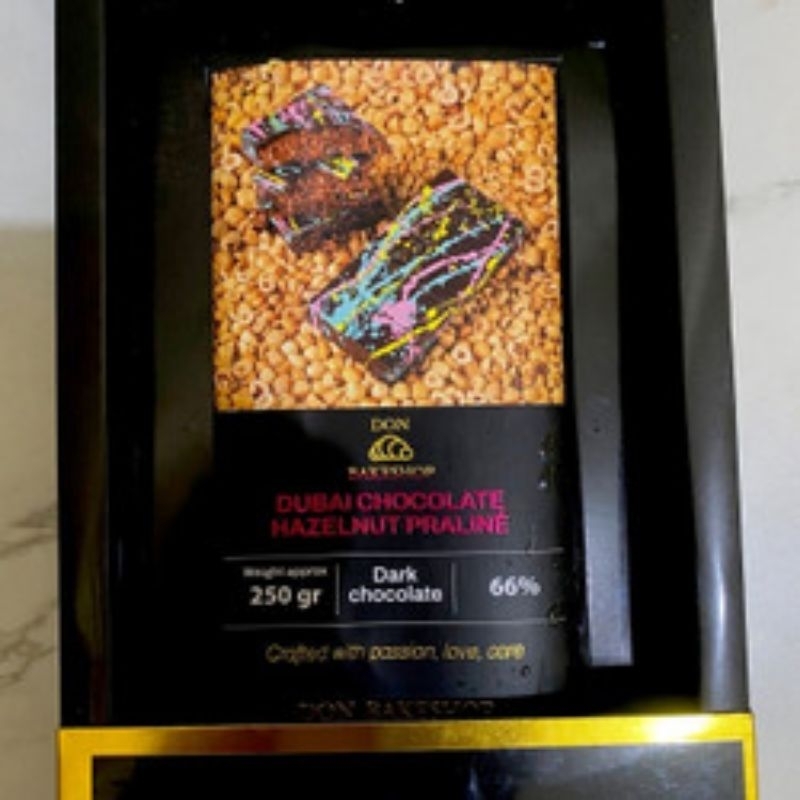 DON
BAKESHOP
DUBAI CHOCOLATE
HAZELNUT PRALINE
Weight approx
250 gr
Dark
chocolate
66%
Crafted with passion, love, care
DON BAKESHOP